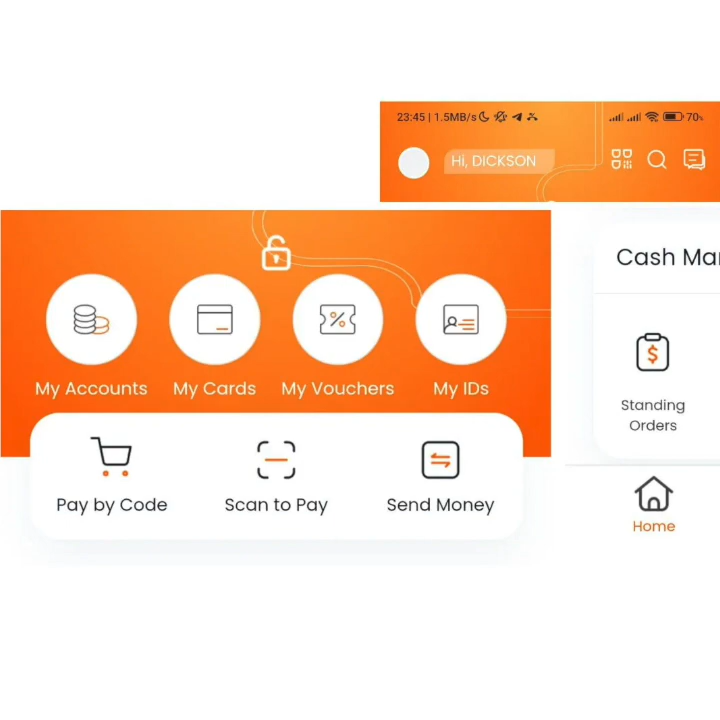 23:45 | 1.5MB/s
70%
Hi, DICKSON
My Accounts
My Cards
My Vouchers
My IDs
Pay by Code
Scan to Pay
Send Money
Cash Mar
Standing
Orders
Home